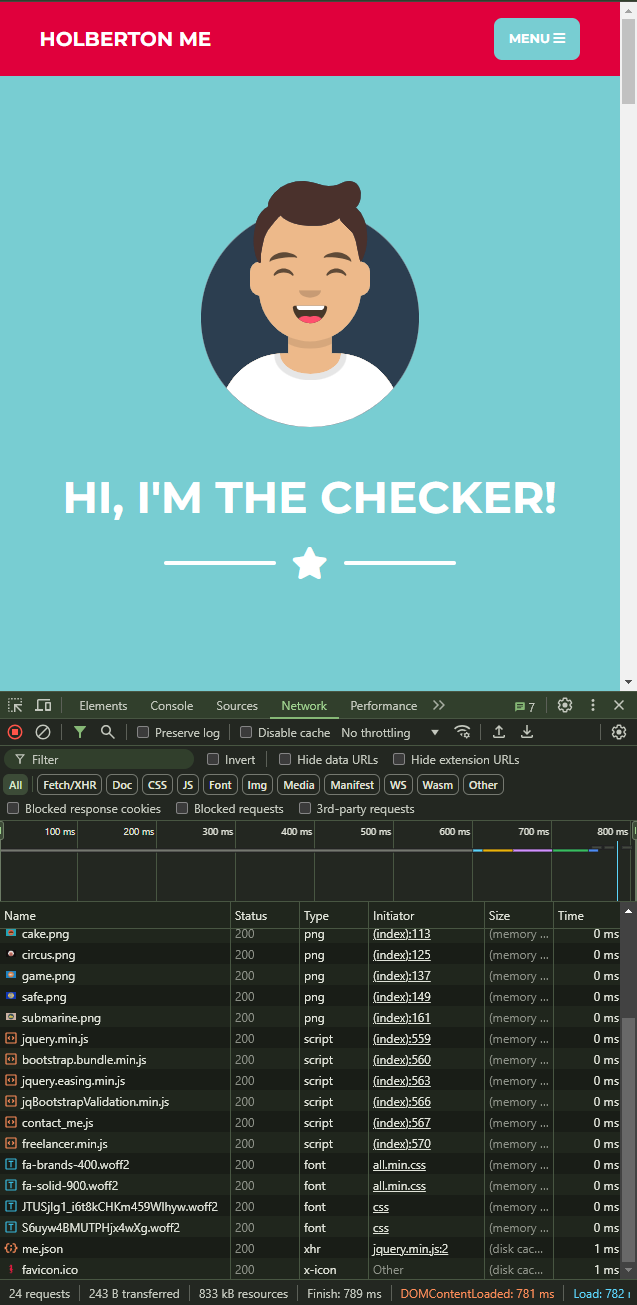 HOLBERTON ME
MENU
HI, I'M THE CHECKER!
Elements Console Sources Network Performance 7
Preserve log Disable cache No throttling
Filter Invert Hide data URLs Hide extension URLs
All Fetch/XHR Doc CSS JS Font Img Media Manifest WS Wasm Other
Blocked response cookies Blocked requests 3rd-party requests
100 ms 200 ms 300 ms 400 ms 500 ms 600 ms 700 ms 800 ms
Name Status Type Initiator Size Time
cake.png 200 png (index):113 (memory ... 0 ms
circus.png 200 png (index):125 (memory ... 0 ms
game.png 200 png (index):137 (memory ... 0 ms
safe.png 200 png (index):149 (memory ... 0 ms
submarine.png 200 png (index):161 (memory ... 0 ms
jquery.min.js 200 script (index):559 (memory ... 0 ms
bootstrap.bundle.min.js 200 script (index):560 (memory ... 0 ms
jquery.easing.min.js 200 script (index):563 (memory ... 0 ms
jqBootstrapValidation.min.js 200 script (index):566 (memory ... 0 ms
contact_me.js 200 script (index):567 (memory ... 0 ms
freelancer.min.js 200 script (index):570 (memory ... 0 ms
fa-brands-400.woff2 200 font all.min.css (memory ... 0 ms
fa-solid-900.woff2 200 font all.min.css (memory ... 0 ms
JTUSjIg1_i6t8kCHKm459Wlhyw.woff2 200 font css (memory ... 0 ms
S6uyw4BMUTPHjx4wXg.woff2 200 font css (memory ... 0 ms
me.json 200 xhr jquery.min.js:2 (disk cac... 1 ms
favicon.ico 200 x-icon Other (disk cac... 1 ms
24 requests 243 B transferred 833 kB resources Finish: 789 ms DOMContentLoaded: 781 ms Load: 782